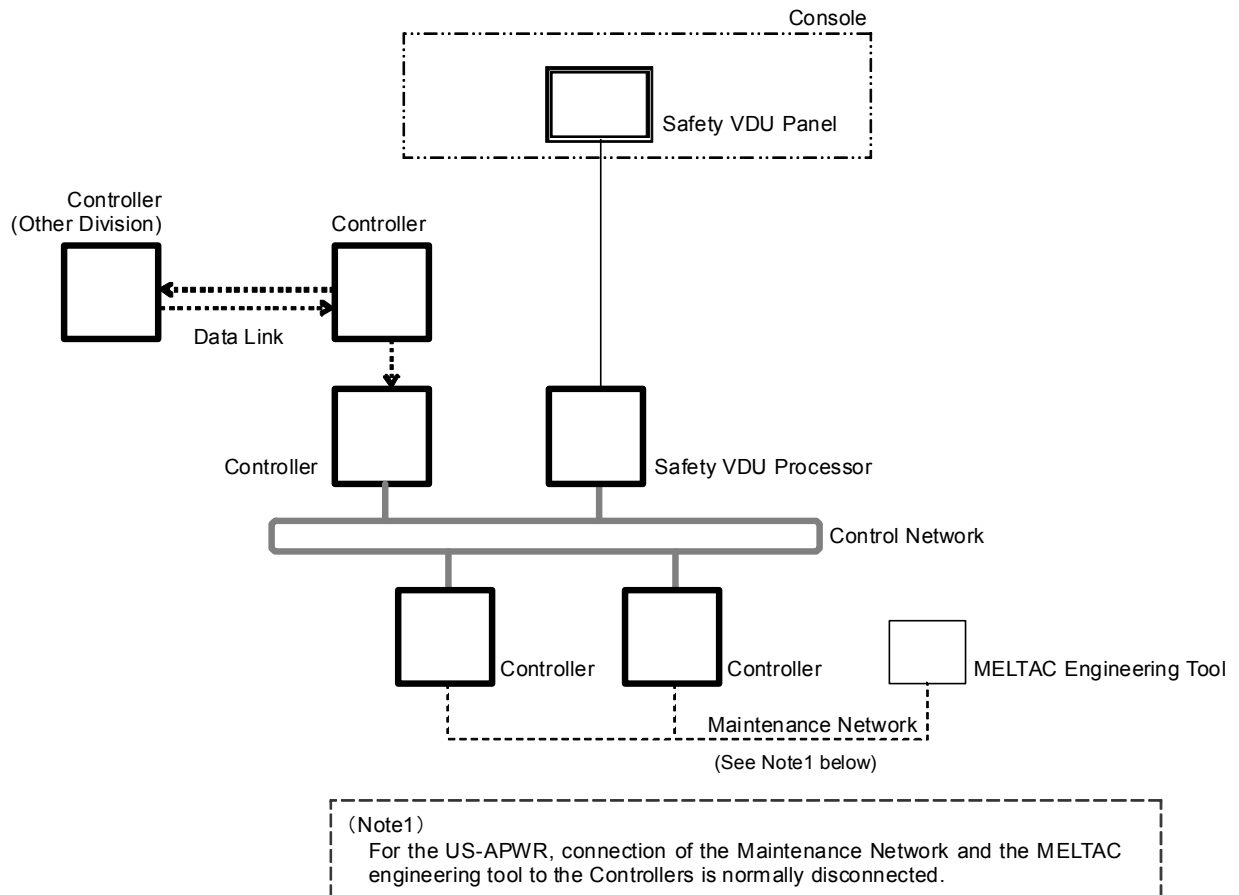 Console
Safety VDU Panel
Controller
(Other Division)
Controller
Data Link
Controller
Safety VDU Processor
Control Network
Controller
Controller
MELTAC Engineering Tool
Maintenance Network
(See Note1 below)
(Note1)
For the US-APWR, connection of the Maintenance Network and the MELTAC
engineering tool to the Controllers is normally disconnected.